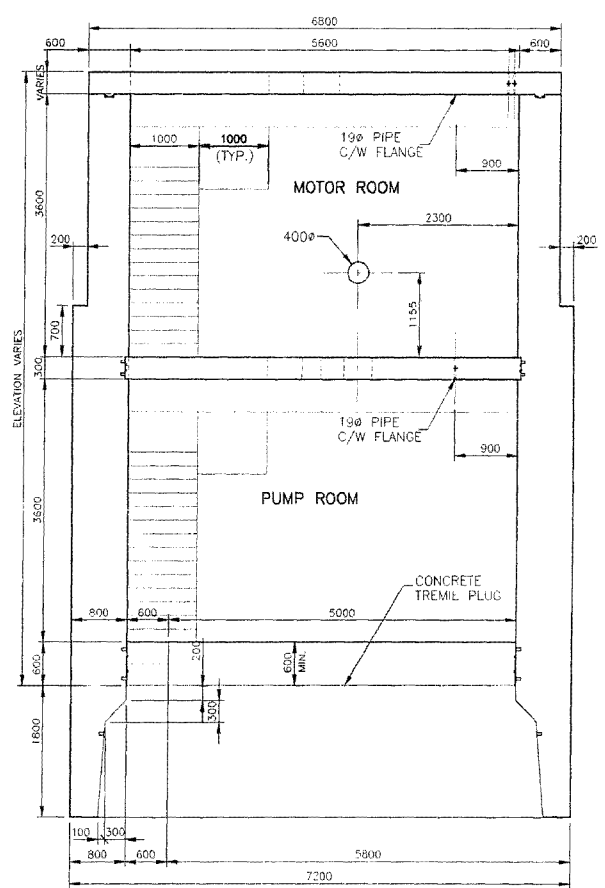 6800
600
5600
600
VARIES
1000
1000
(TYP.)
19ø PIPE
C/W FLANGE
900
MOTOR ROOM
3600
2300
200
200
400ø
1155
700
ELEVATION VARIES
300
19ø PIPE
C/W FLANGE
900
PUMP ROOM
3600
CONCRETE
TREMIE PLUG
800
600
5000
200
600
MIN.
600
300
1800
100
300
800
600
5800
7200